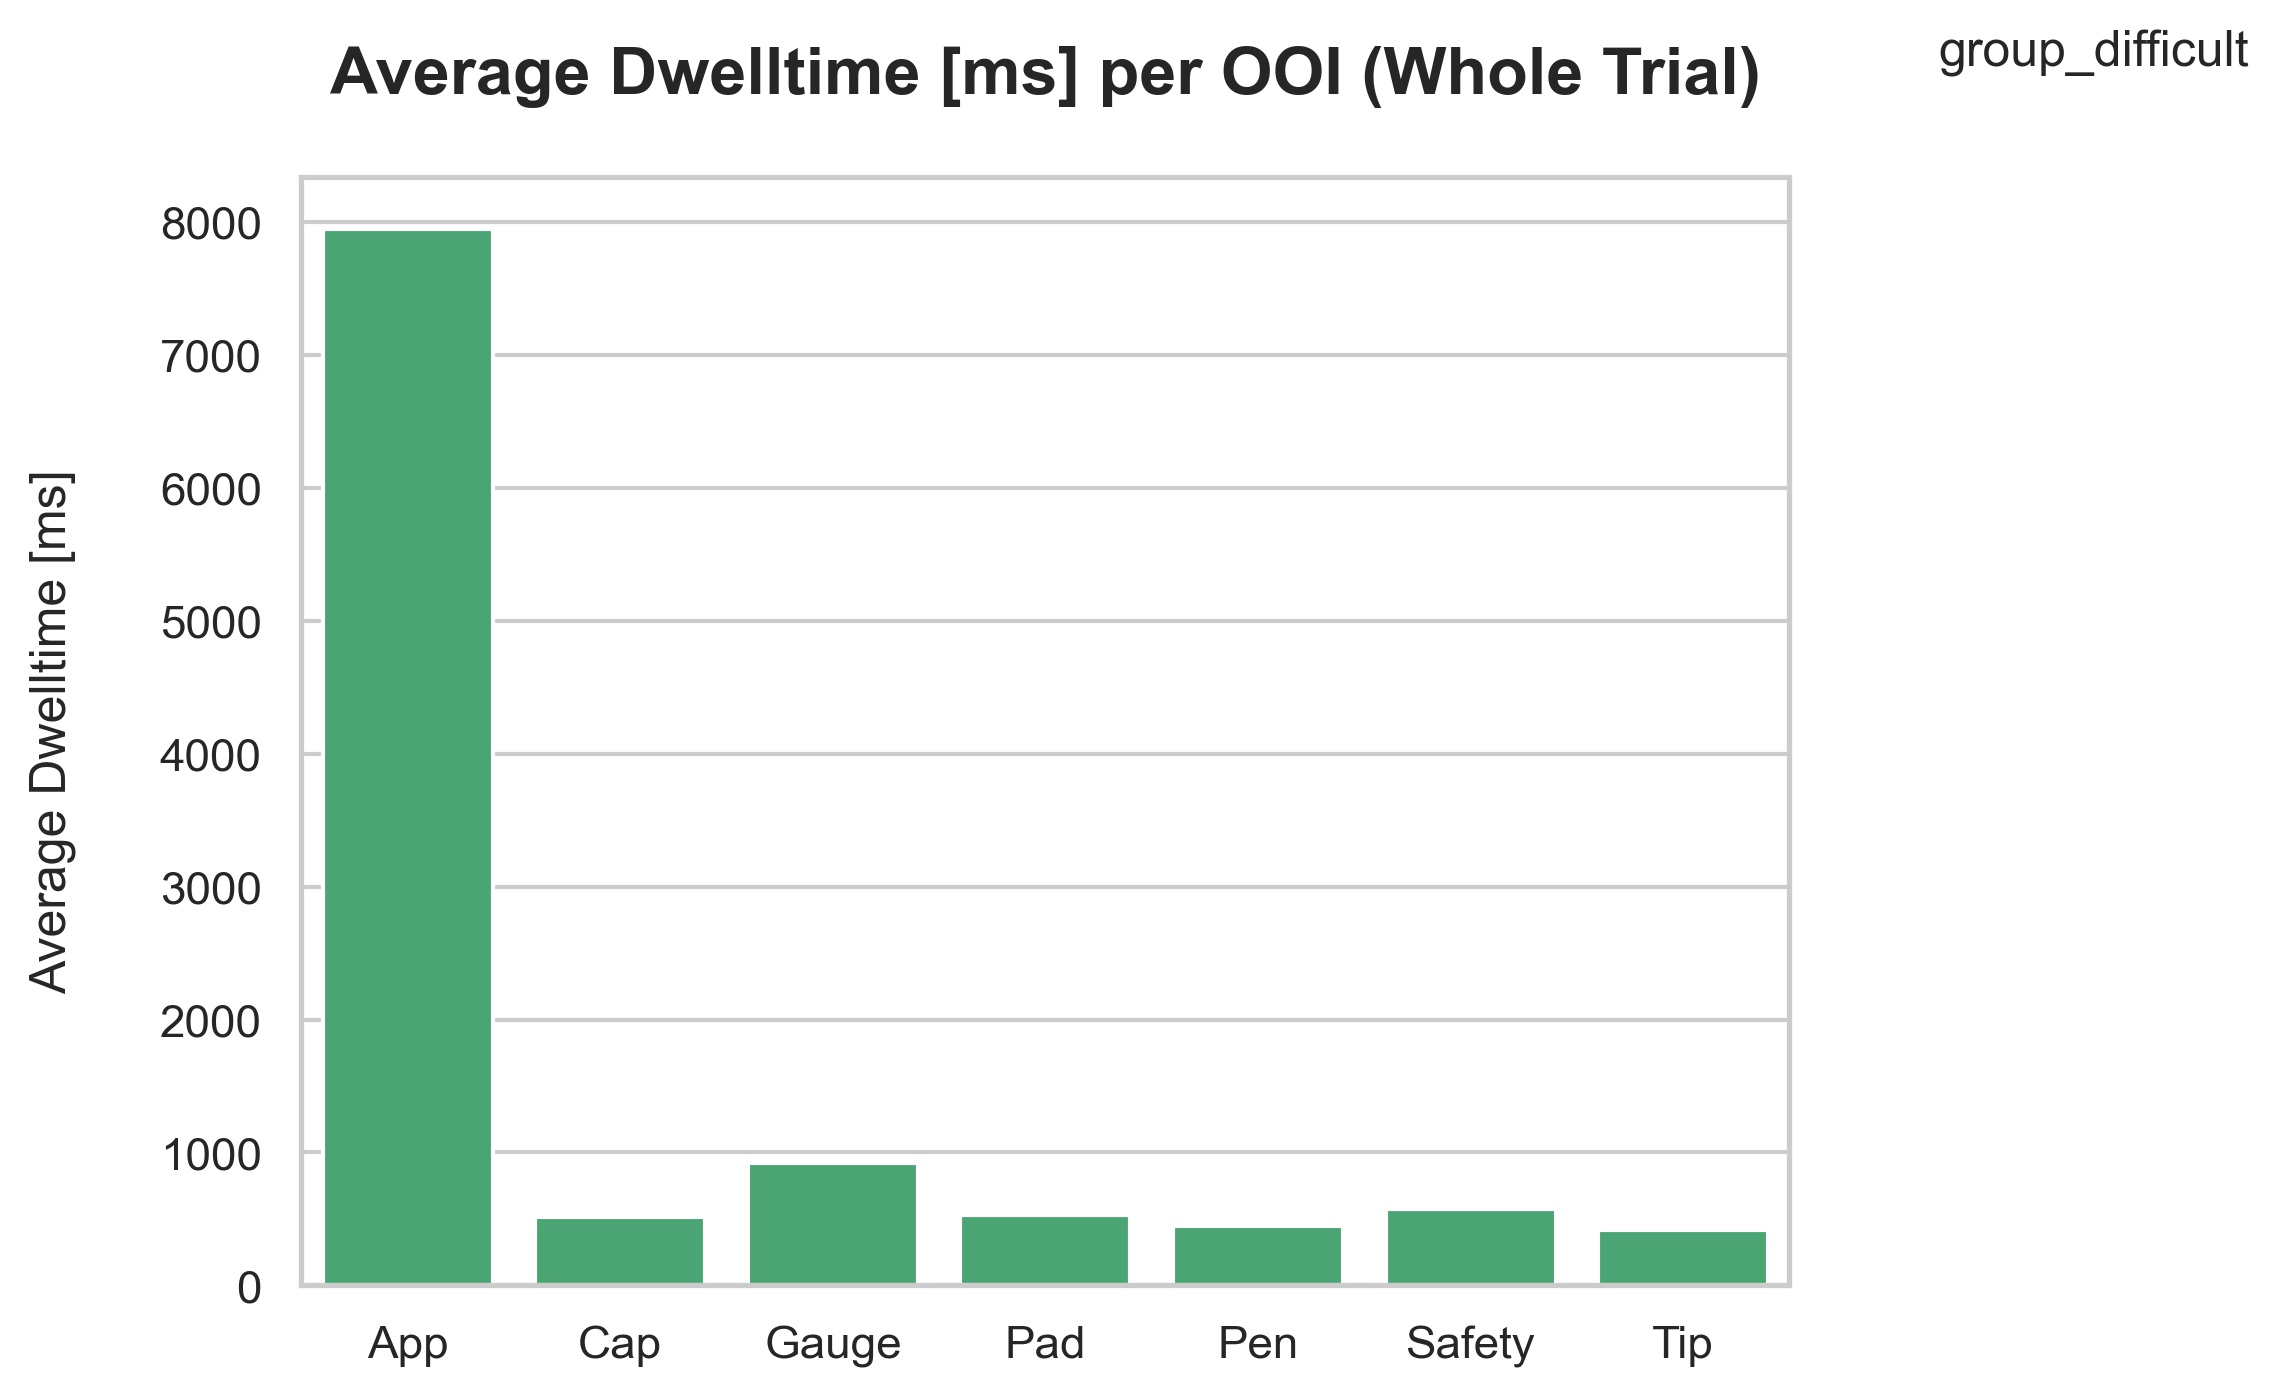 group_difficult
Average Dwelltime [ms] per OOI (Whole Trial)
Average Dwelltime [ms]
8000
7000
6000
5000
4000
3000
2000
1000
0
App Cap Gauge Pad Pen Safety Tip